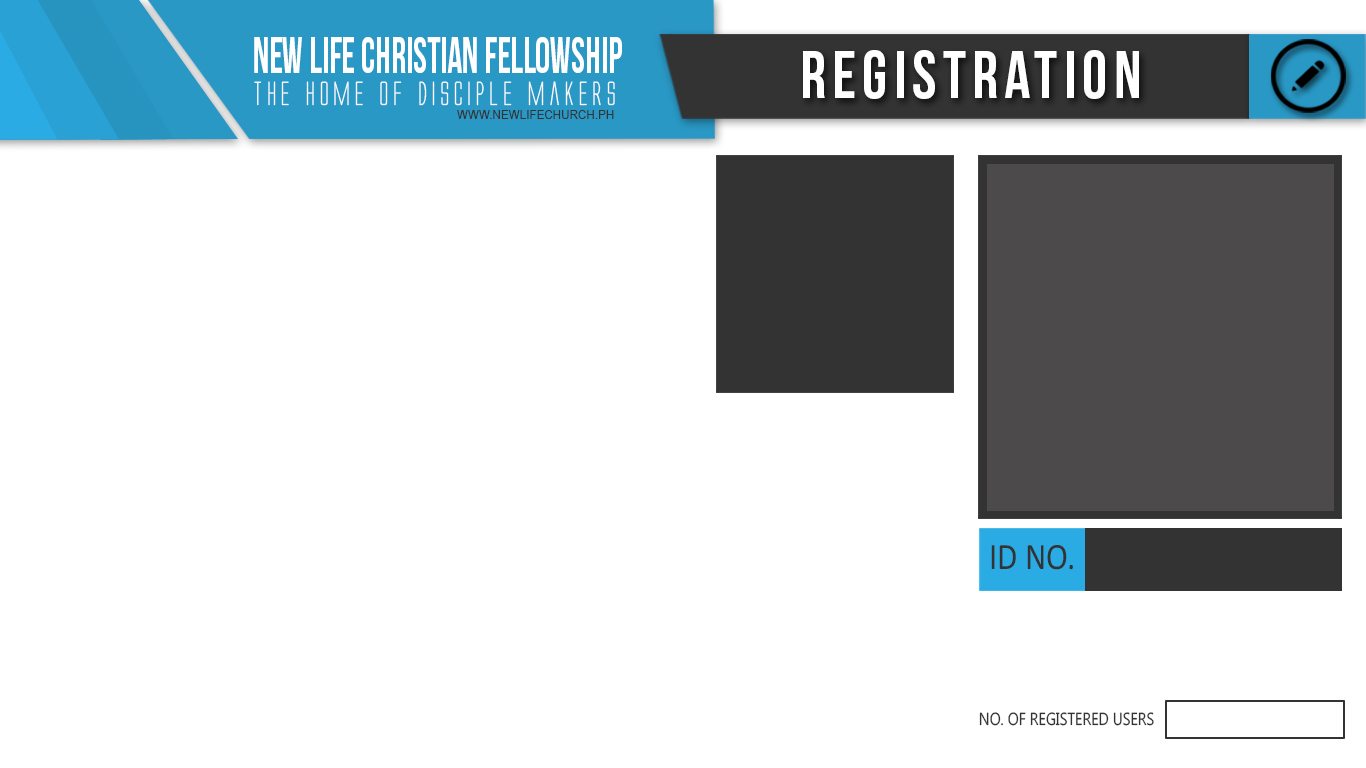 NEW LIFE CHRISTIAN FELLOWSHIP
THE HOME OF DISCIPLE MAKERS
WWW.NEWLIFECHURCH.PH
REGISTRATION
ID NO.
NO. OF REGISTERED USERS